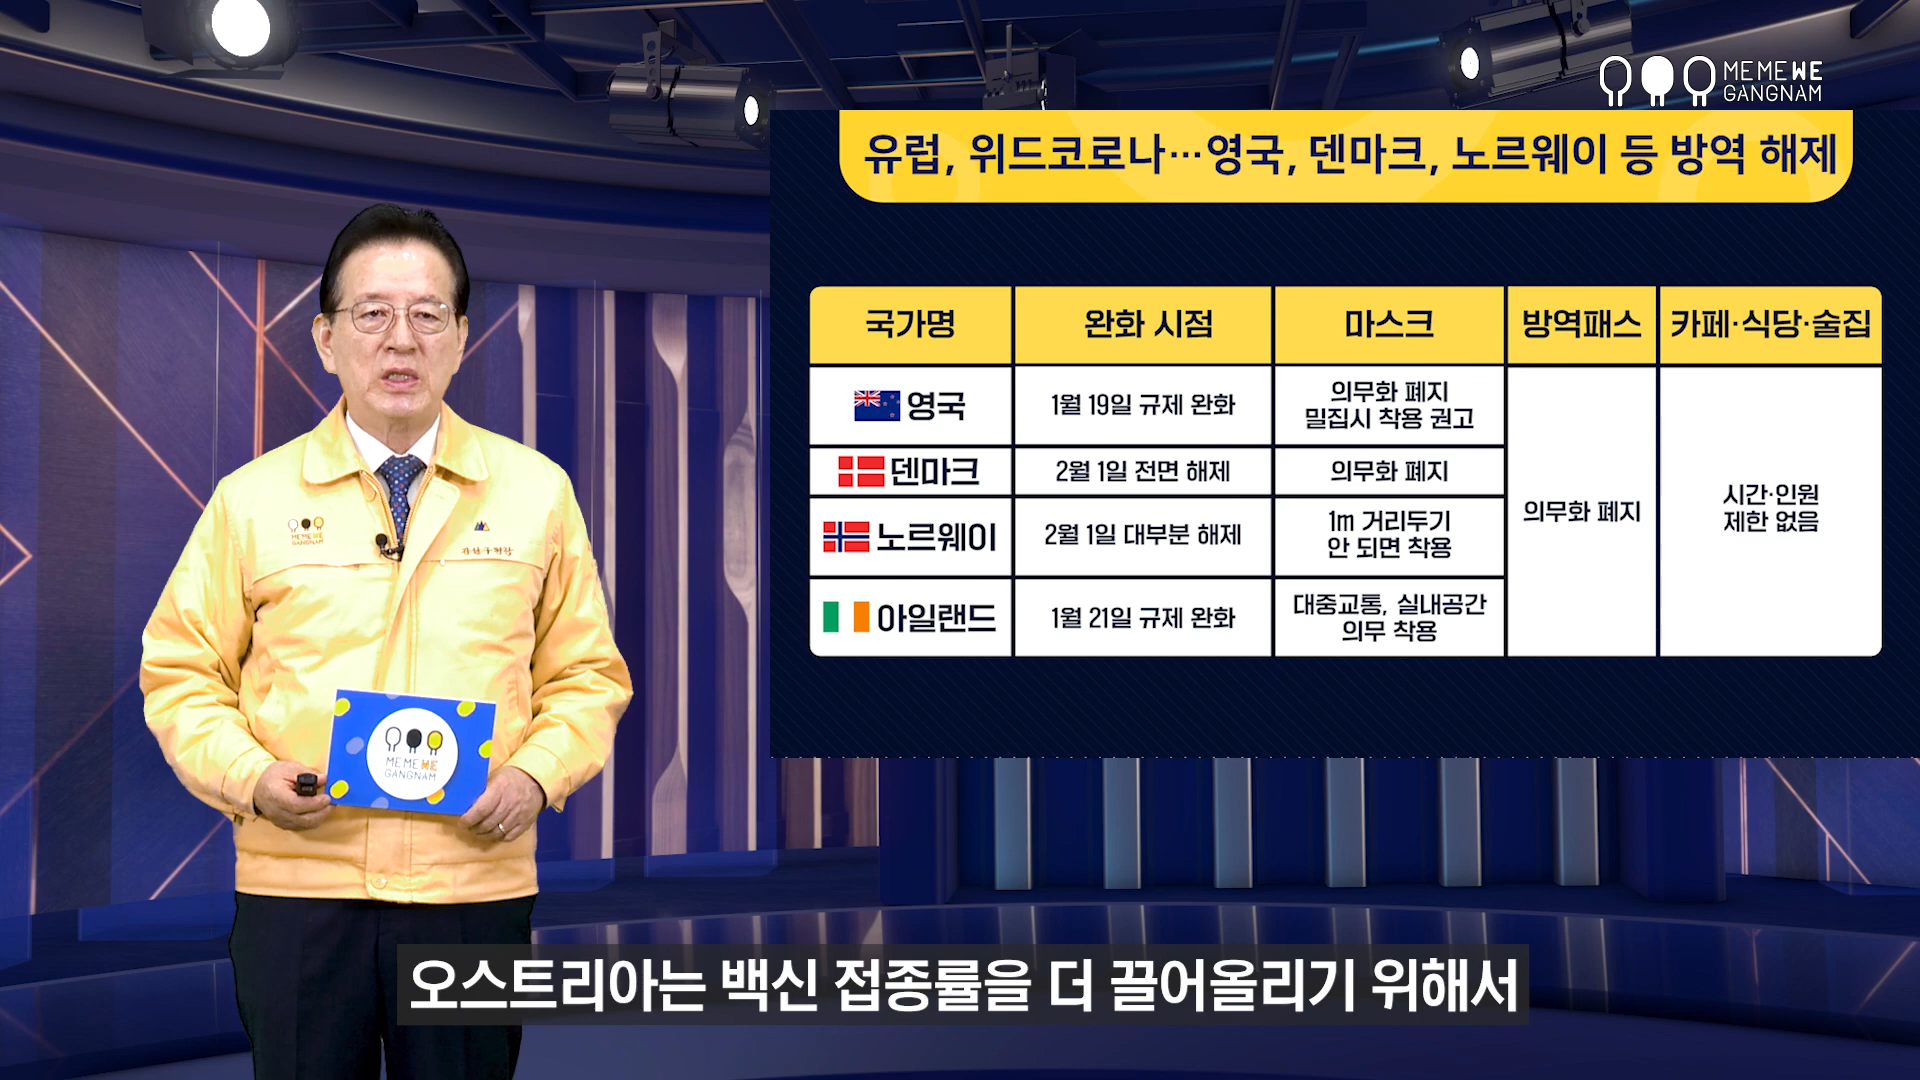 MEMEWE
GANGNAM
유럽, 위드코로나…영국, 덴마크, 노르웨이 등 방역 해제
국가명 완화 시점 마스크 방역패스 카페·식당·술집
영국 1월 19일 규제 완화 의무화 폐지
밀집시 착용 권고
덴마크 2월 1일 전면 해제 의무화 폐지
노르웨이 2월 1일 대부분 해제 1m 거리두기
안 되면 착용
아일랜드 1월 21일 규제 완화 대중교통, 실내공간
의무 착용
의무화 폐지
시간·인원
제한 없음
MEMEWE
GANGNAM
강남구청장
MEMEWE
GANGNAM
오스트리아는 백신 접종률을 더 끌어올리기 위해서